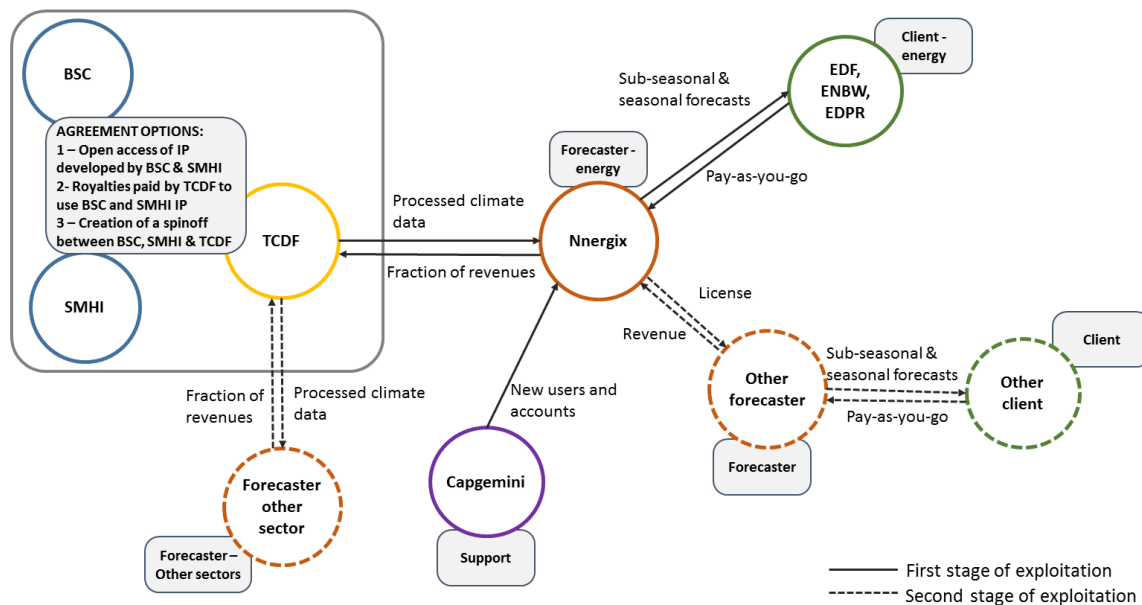 BSC
AGREEMENT OPTIONS:
1 – Open access of IP
developed by BSC & SMHI
2- Royalties paid by TCDF to
use BSC and SMHI IP
3 – Creation of a spinoff
between BSC, SMHI & TCDF
SMHI
TCDF
Processed climate
data
Fraction of revenues
Forecaster -
energy
Nnergix
Sub-seasonal &
seasonal forecasts
Pay-as-you-go
Client -
energy
EDF,
ENBW,
EDPR
License
Revenue
Other
forecaster
Forecaster
Sub-seasonal &
seasonal forecasts
Pay-as-you-go
Client
Other
client
New users and
accounts
Capgemini
Support
Fraction of
revenues
Processed climate
data
Forecaster
other
sector
Forecaster –
Other sectors
First stage of exploitation
Second stage of exploitation